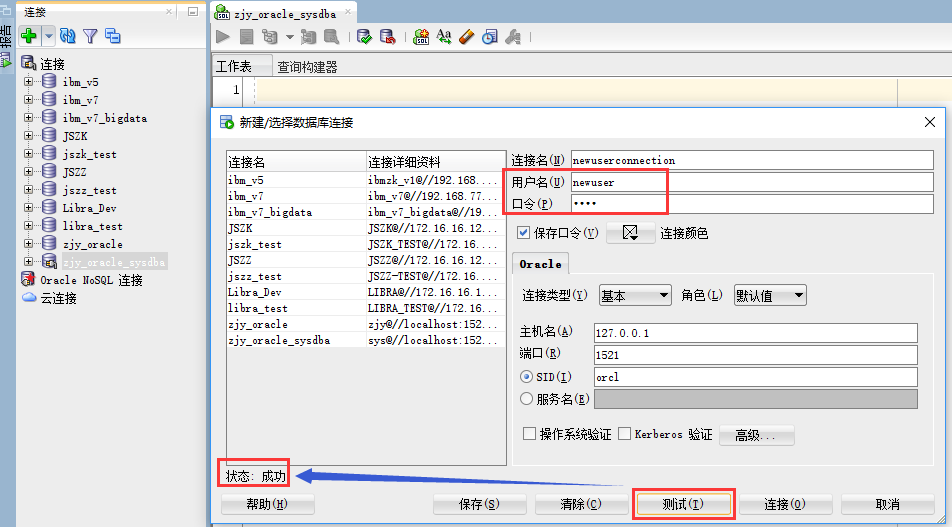 连接
zjy_oracle_sysdba
报告
工作表
查询构建器
1
连接
ibm_v5
ibm_v7
ibm_v7_bigdata
JSZK
jszk_test
JSZZ
jszz_test
Libra_Dev
libra_test
zjy_oracle
zjy_oracle_sysdba
Oracle NoSQL 连接
云连接
新建/选择数据库连接
连接名 连接详细资料
ibm_v5 ibmzk_v1@//192.168....
ibm_v7 ibm_v7@//192.168.77...
ibm_v7_bigdata ibm_v7_bigdata@//19...
JSZK JSZK@//172.16.16.12...
jszk_test JSZK_TEST@//172.16....
JSZZ JSZZ@//172.16.16.12...
jszz_test JSZZ-TEST@//172.16....
Libra_Dev LIBRA@//172.16.16.1...
libra_test LIBRA_TEST@//172.16...
zjy_oracle zjy@//localhost:152...
zjy_oracle_sysdba sys@//localhost:152...
连接名(N) newuserconnection
用户名(U) newuser
口令(P) ••••
保存口令(V) 连接颜色
Oracle
连接类型(Y) 基本 角色(L) 默认值
主机名(A) 127.0.0.1
端口(R) 1521
SID(I) orcl
服务名(E)
操作系统验证 Kerberos 验证 高级...
状态: 成功
帮助(H) 保存(S) 清除(C) 测试(T) 连接(O) 取消